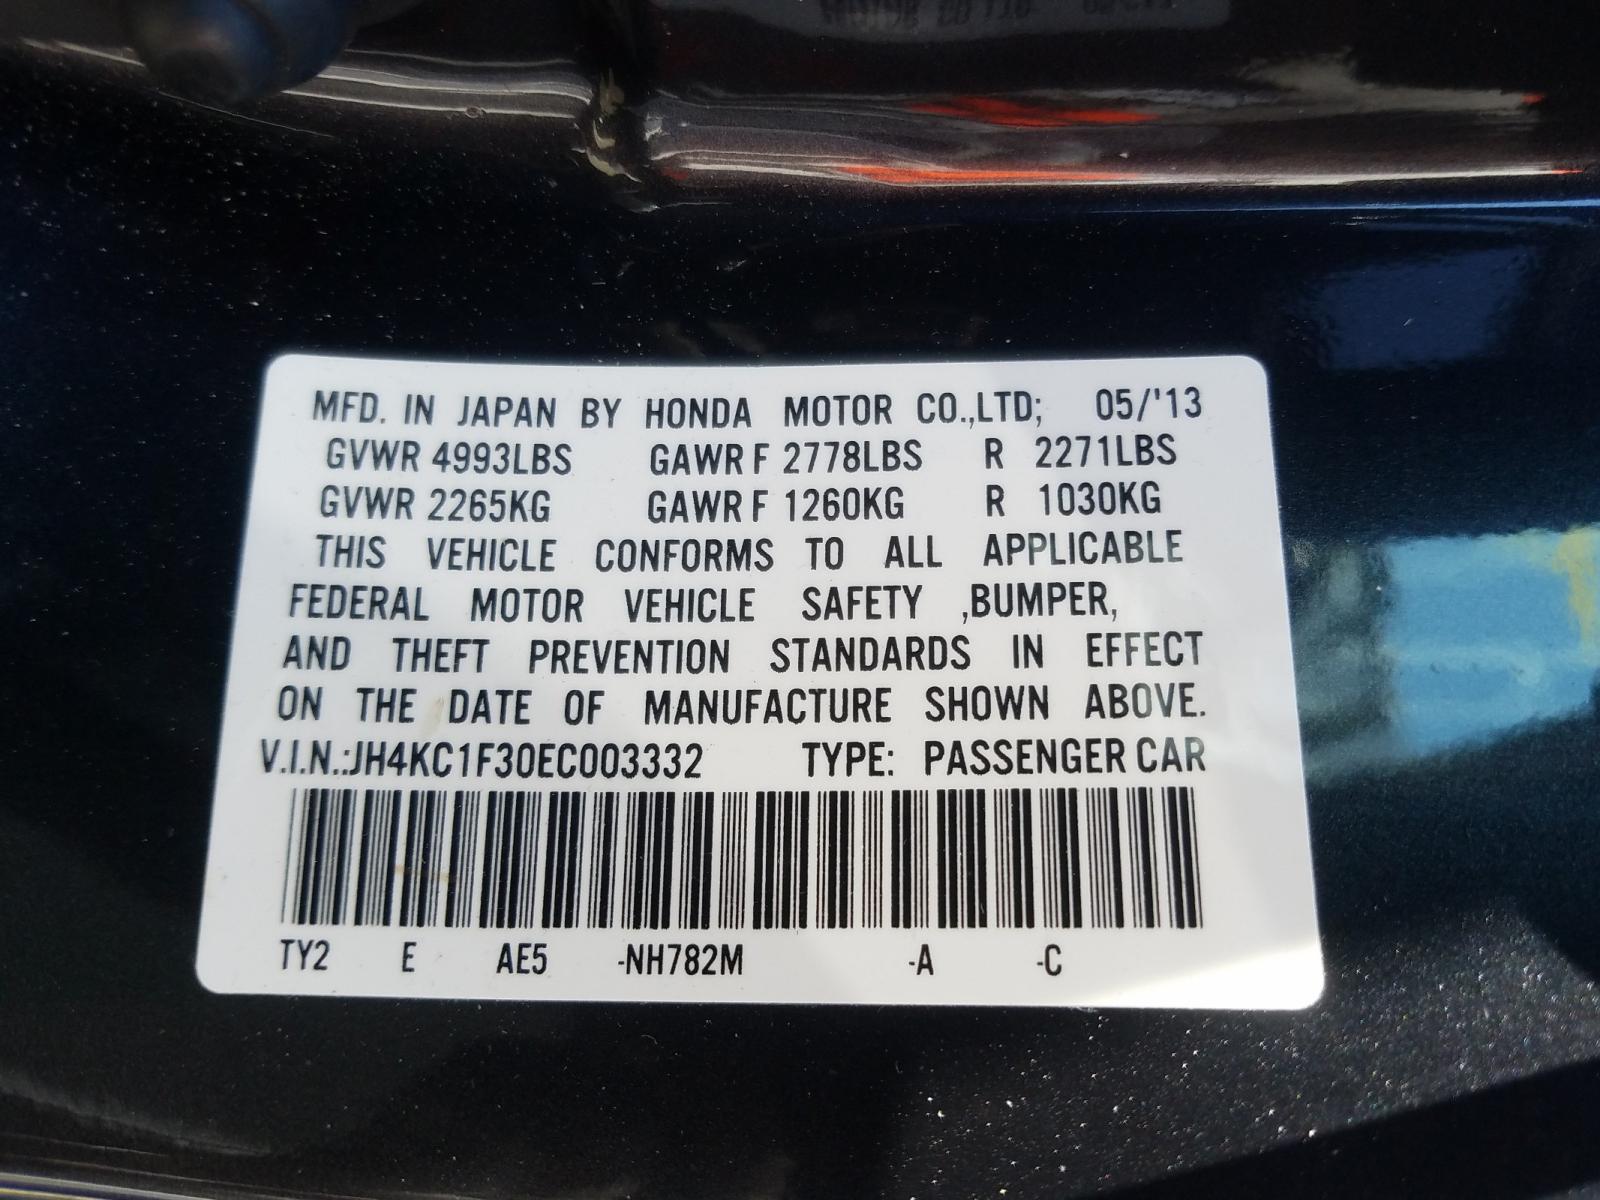 MFD. IN JAPAN BY HONDA MOTOR CO.,LTD; 05/'13
GVWR 4993LBS GAWR F 2778LBS R 2271LBS
GVWR 2265KG GAWR F 1260KG R 1030KG
THIS VEHICLE CONFORMS TO ALL APPLICABLE
FEDERAL MOTOR VEHICLE SAFETY ,BUMPER,
AND THEFT PREVENTION STANDARDS IN EFFECT
ON THE DATE OF MANUFACTURE SHOWN ABOVE.
V.I.N.:JH4KC1F30EC003332 TYPE: PASSENGER CAR
TY2 E AE5 -NH782M -A -C